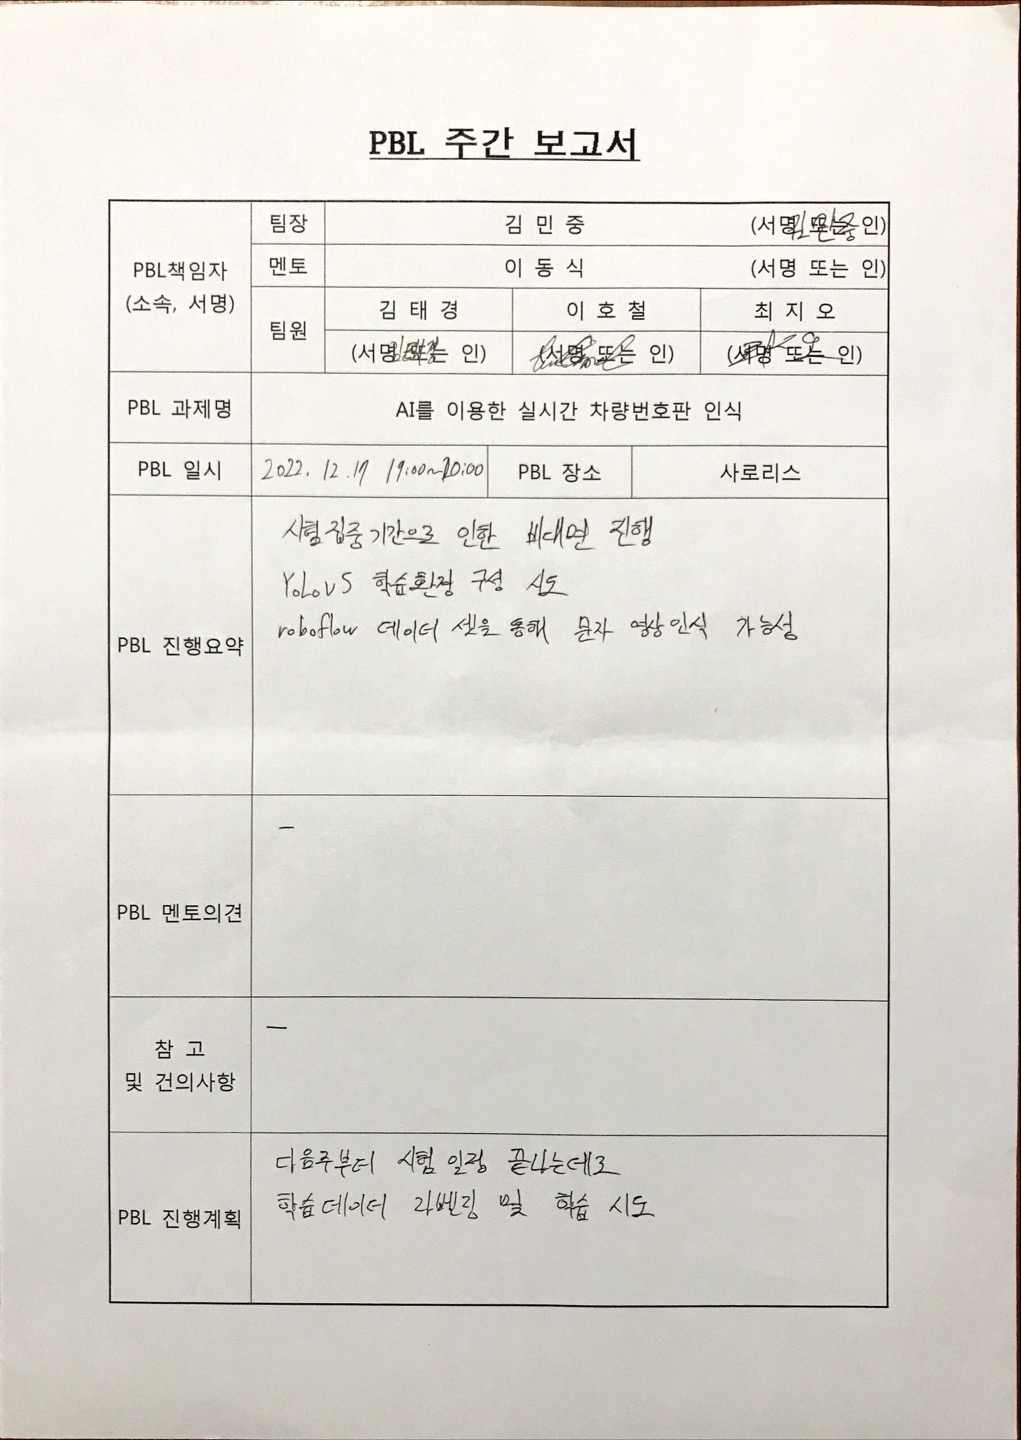 PBL 주간 보고서
PBL책임자
(소속, 서명)
팀장
김 민 중
(서명 또는 인)
김민중
멘토
이 동 식
(서명 또는 인)
팀원
김 태 경
이 호 철
최 지 오
(서명 또는 인)
김태경
(서명 또는 인)
(서명 또는 인)
PBL 과제명
AI를 이용한 실시간 차량번호판 인식
PBL 일시
2022. 12. 17 19:00~20:00
PBL 장소
사로리스
PBL 진행요약
시험집중기간으로 인한 비대면 진행
YoLov5 학습환경 구성 시도
roboflow 데이터 셋을 통해 문자 영상인식 가능성
PBL 멘토의견
—
참 고
및 건의사항
—
PBL 진행계획
다음주부터 시험 일정 끝나는데로
학습데이터 라벨링 및 학습 시도